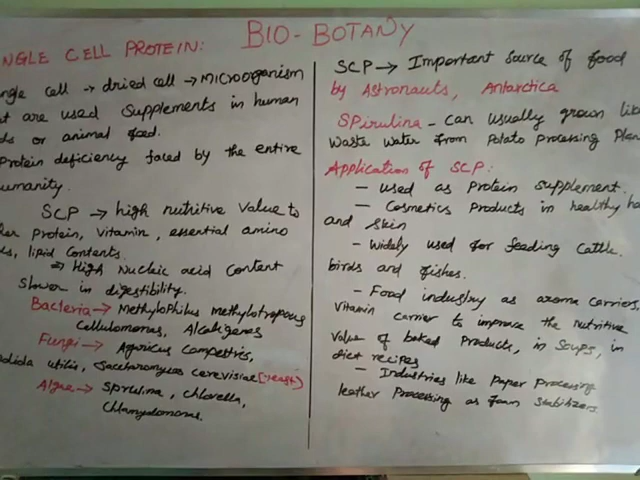 BIO-BOTANY
NGLE CELL PROTEIN:
ngle cell → dried cell → Microorganism
t are used Supplements in human
ds or animal feed.
Protein deficiency faced by the entire
umanity.
SCP → high nutritive value to
Protein, vitamin, essential amino
s, lipid contents.
⇒ High Nucleic acid content
slower in digestibility.
Bacteria → Methylophilus methylotropous
Cellulomonas, Alcaligenes
Fungi → Agaricus Campestris,
dida utilis, Saccharomyces cerevisiae (yeast)
Algae → Spirulina, chlorella,
Chlamydomonas.
SCP → Important Source of food
by Astronauts, Antarctica
SPirulina - can usually grown like
Waste water from Potato processing Plan
Application of SCP:
- used as Protein supplement.
- Cosmetics Products in healthy ha
and skin
- Widely used for feeding Cattle,
birds and fishes.
- Food industry as aroma carriers,
Vitamin carrier to improve the nutritive
value of baked Products, in Soups, in
diet recipes
- Industries like Paper Processing
leather Processing as foam stabilizers.